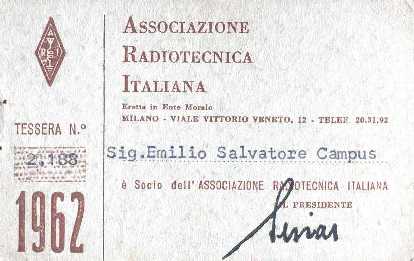 ASSOCIAZIONE
RADIOTECNICA
ITALIANA
Eretta in Ente Morale
MILANO - VIALE VITTORIO VENETO, 12 - TELEF. 20.31.92
TESSERA N.º
2.188
1962
Sig.Emilio Salvatore Campus
è Socio dell'ASSOCIAZIONE RADIOTECNICA ITALIANA
IL PRESIDENTE